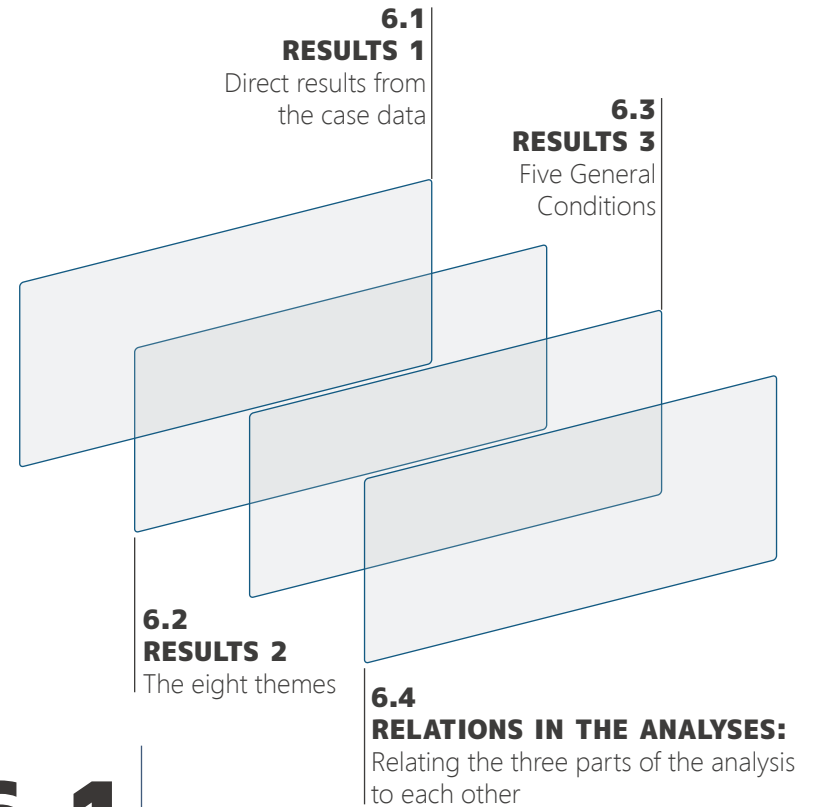 6.1
RESULTS 1
Direct results from
the case data
6.3
RESULTS 3
Five General
Conditions
6.2
RESULTS 2
The eight themes
6.4
RELATIONS IN THE ANALYSES:
Relating the three parts of the analysis
to each other